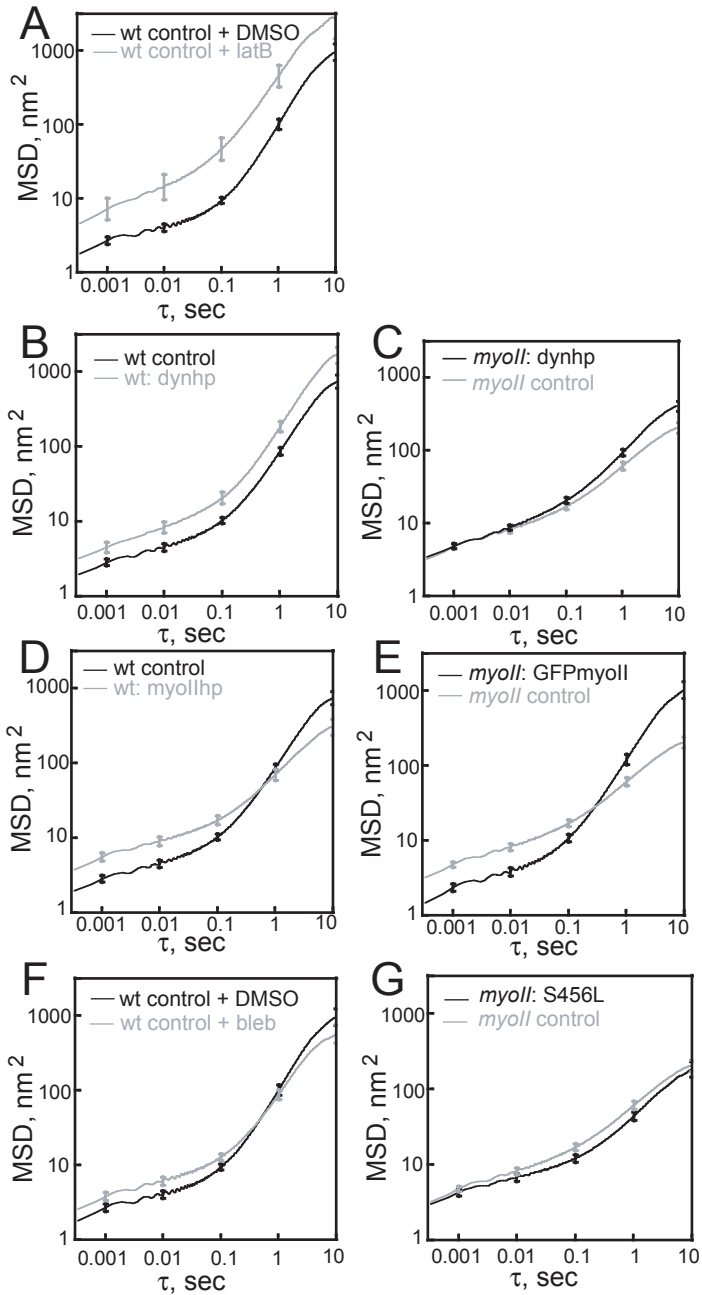 A
wt control + DMSO
wt control + latB
MSD, nm2
1000
100
10
1
0.001 0.01 0.1 1 10
τ, sec
B
wt control
wt: dynhp
MSD, nm2
1000
100
10
1
0.001 0.01 0.1 1 10
τ, sec
C
myoII: dynhp
myoII control
MSD, nm2
1000
100
10
1
0.001 0.01 0.1 1 10
τ, sec
D
wt control
wt: myoIIhp
MSD, nm2
1000
100
10
1
0.001 0.01 0.1 1 10
τ, sec
E
myoII: GFPmyoII
myoII control
MSD, nm2
1000
100
10
1
0.001 0.01 0.1 1 10
τ, sec
F
wt control + DMSO
wt control + bleb
MSD, nm2
1000
100
10
1
0.001 0.01 0.1 1 10
τ, sec
G
myoII: S456L
myoII control
MSD, nm2
1000
100
10
1
0.001 0.01 0.1 1 10
τ, sec